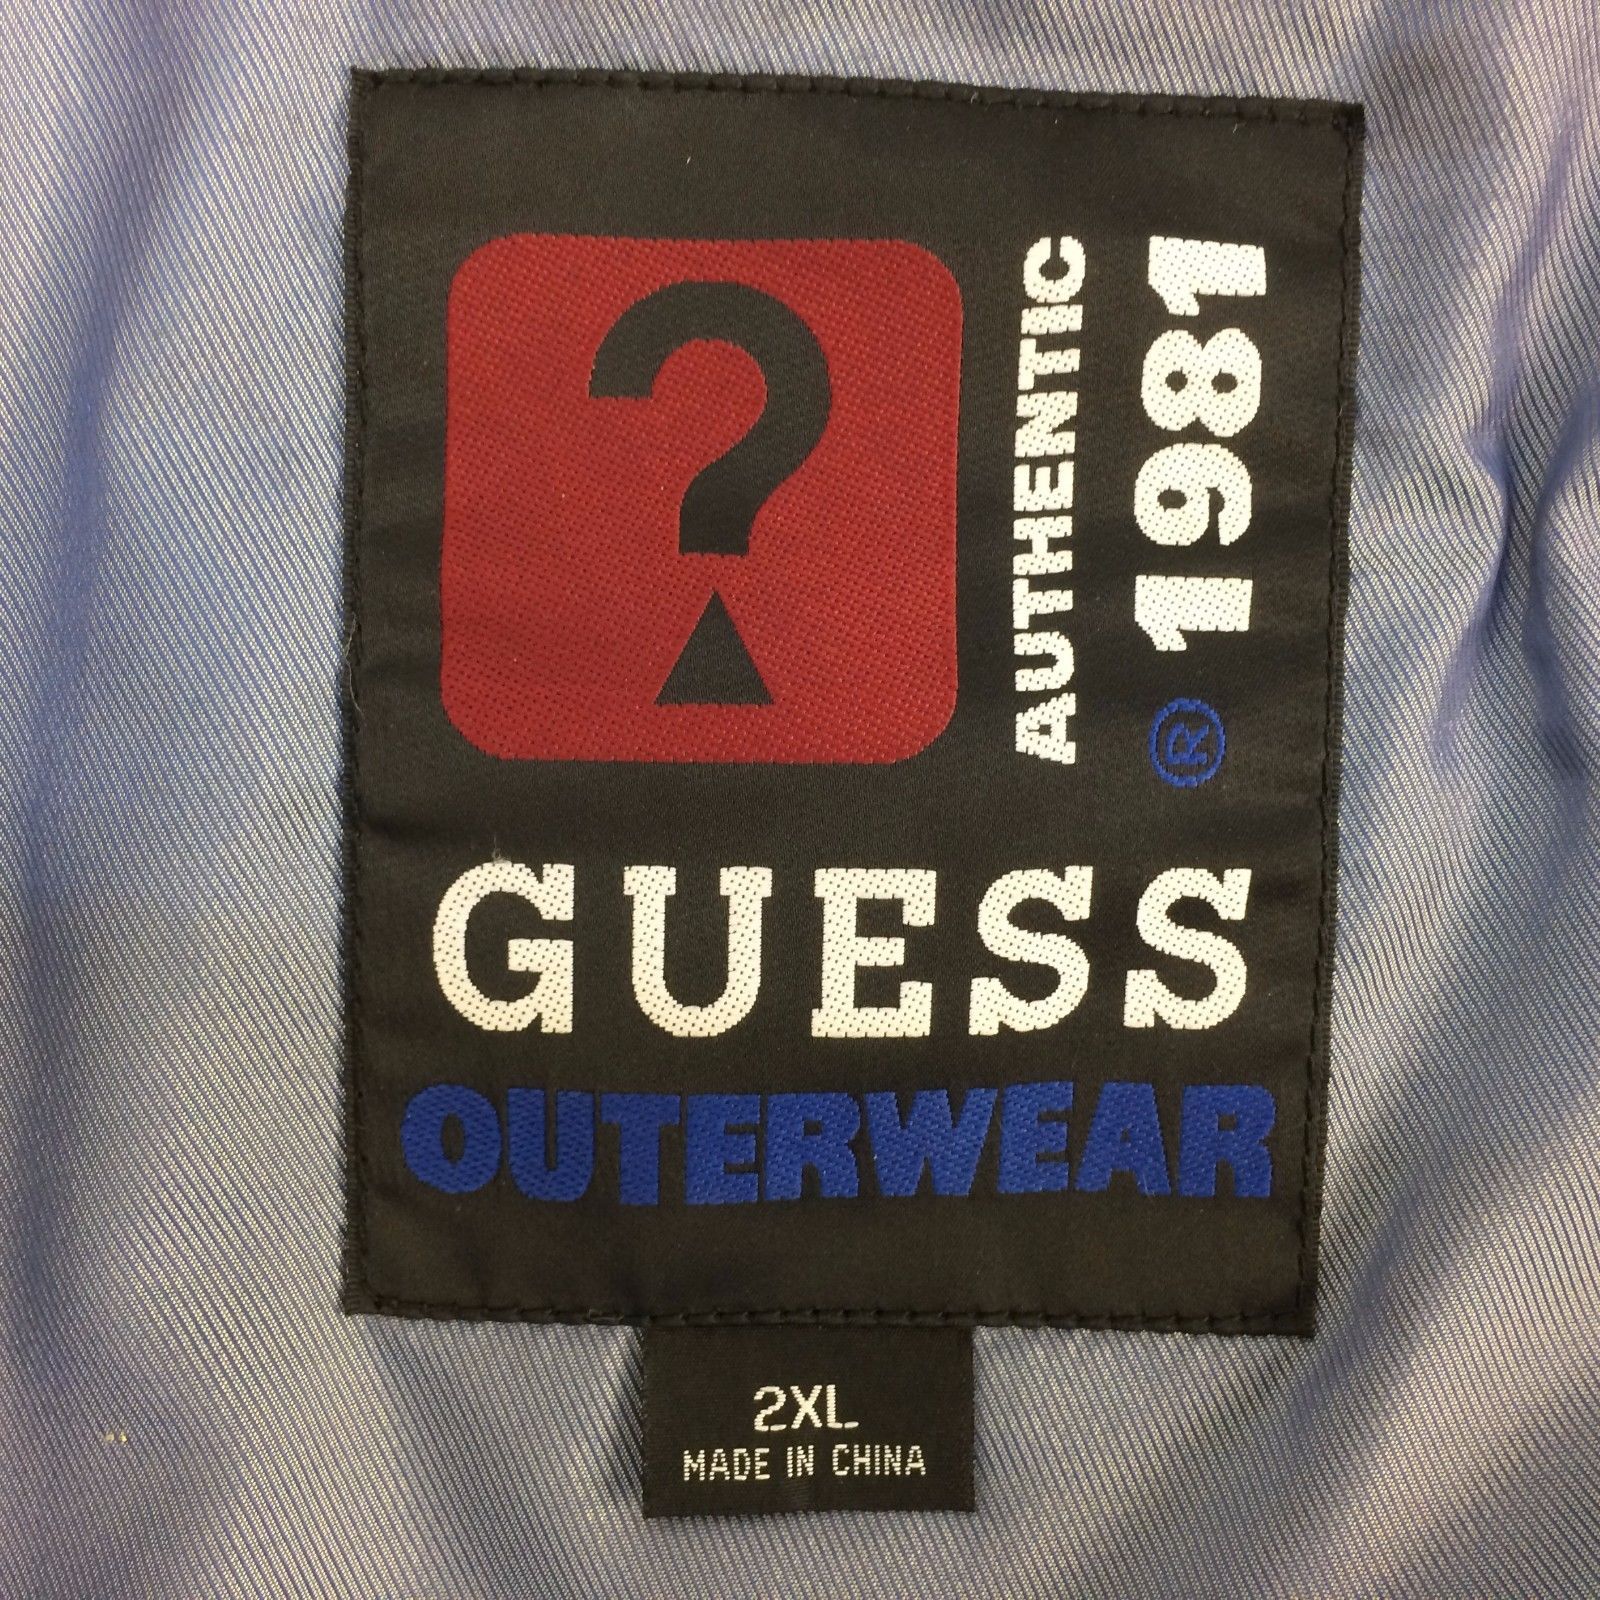 ?
AUTHENTIC
1981 ®
GUESS
OUTERWEAR
2XL
MADE IN CHINA